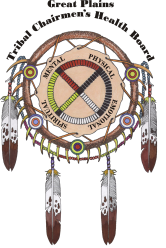 Great Plains
Tribal Chairmen's Health Board
MENTAL
PHYSICAL
SPIRITUAL
EMOTIONAL